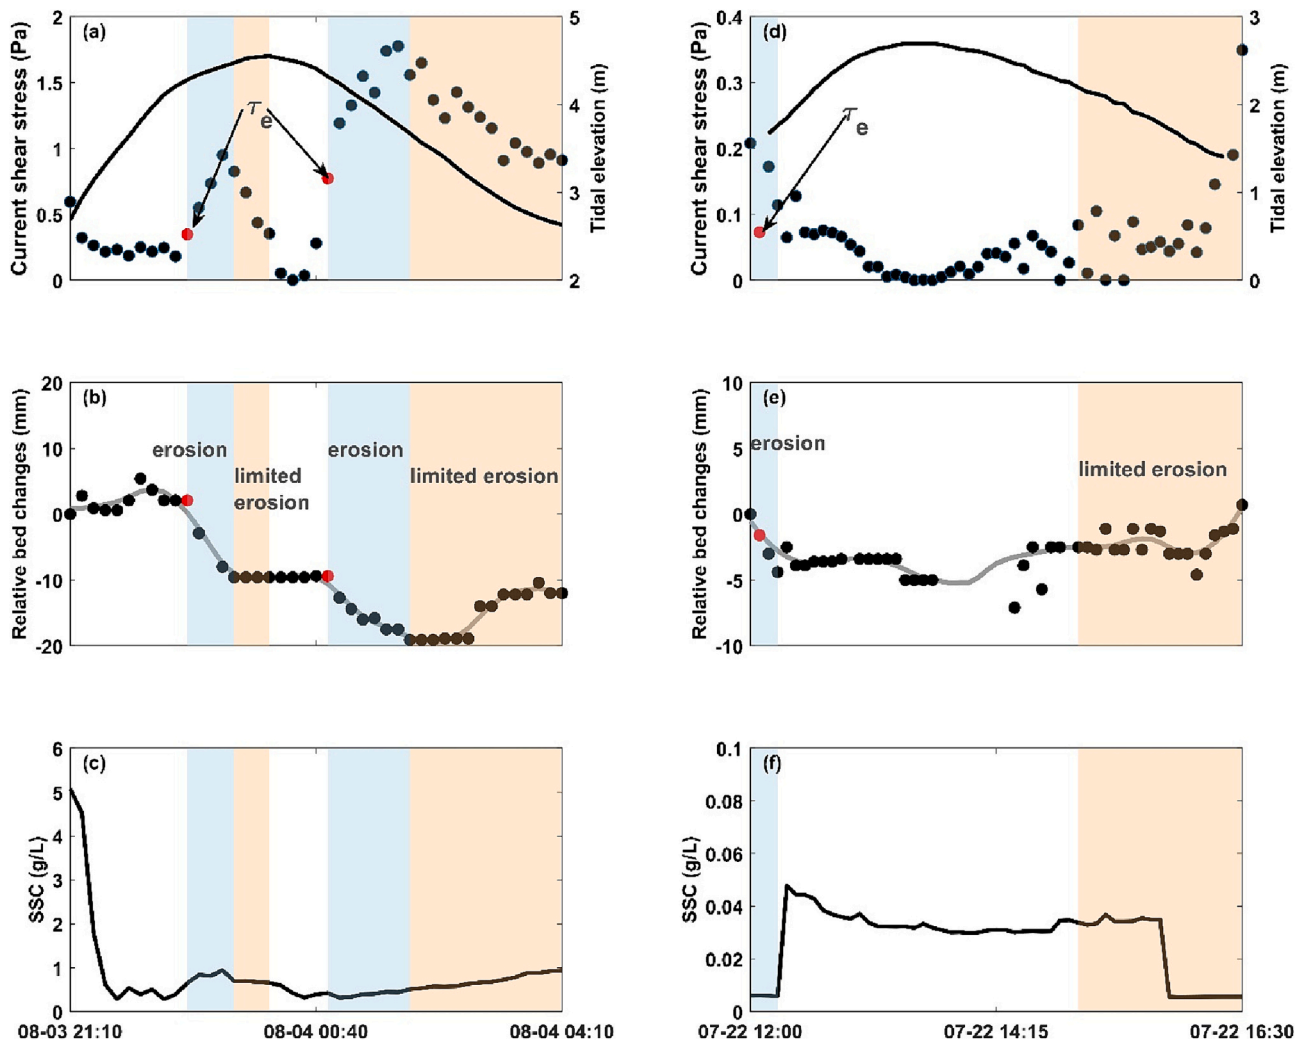 (a)
Current shear stress (Pa)
2
1.5
1
0.5
0
Tidal elevation (m)
5
4
3
2
τe
(d)
Current shear stress (Pa)
0.4
0.3
0.2
0.1
0
Tidal elevation (m)
3
2
1
0
τe
(b)
Relative bed changes (mm)
20
10
0
-10
-20
erosion
limited
erosion
erosion
limited erosion
(e)
Relative bed changes (mm)
10
5
0
-5
-10
erosion
limited erosion
(c)
SSC (g/L)
6
5
4
3
2
1
0
08-03 21:10
08-04 00:40
08-04 04:10
(f)
SSC (g/L)
0.1
0.08
0.06
0.04
0.02
0
07-22 12:00
07-22 14:15
07-22 16:30